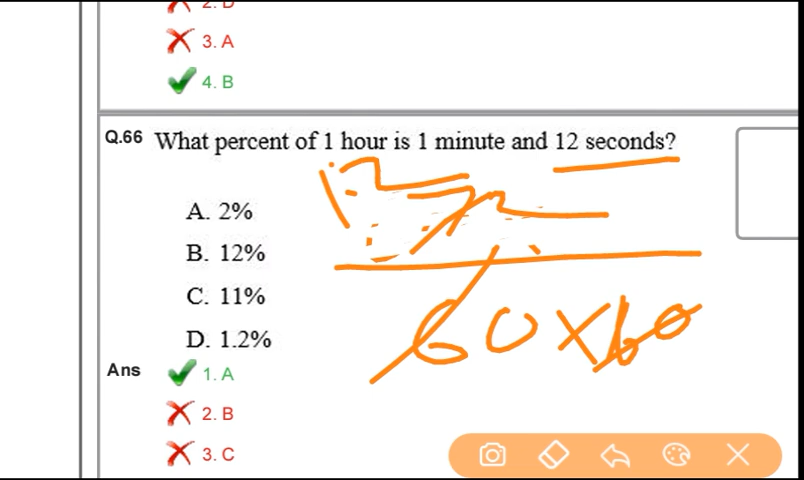 2. D
3. A
4. B
Q.66 What percent of 1 hour is 1 minute and 12 seconds?
A. 2%
B. 12%
C. 11%
D. 1.2%
60×60
Ans
1. A
2. B
3. C